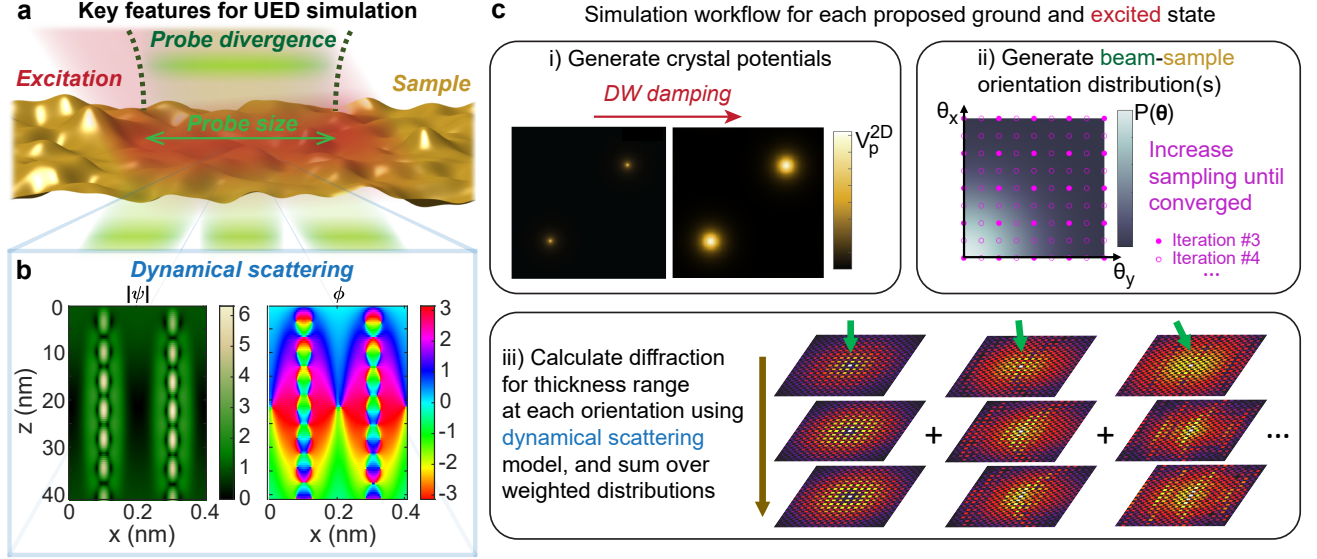 a Key features for UED simulation
Probe divergence
Excitation
Sample
Probe size
b Dynamical scattering
|ψ|
ϕ
0
10
20
30
40
z (nm)
0
0.2
0.4
x (nm)
6
5
4
3
2
1
0
0
0.2
0.4
x (nm)
3
2
1
0
-1
-2
-3
c Simulation workflow for each proposed ground and excited state
i) Generate crystal potentials
DW damping
V_p^2D
ii) Generate beam-sample
orientation distribution(s)
θx
P(θ)
Increase
sampling until
converged
Iteration #3
Iteration #4
...
θy
iii) Calculate diffraction
for thickness range
at each orientation using
dynamical scattering
model, and sum over
weighted distributions
+
+
...